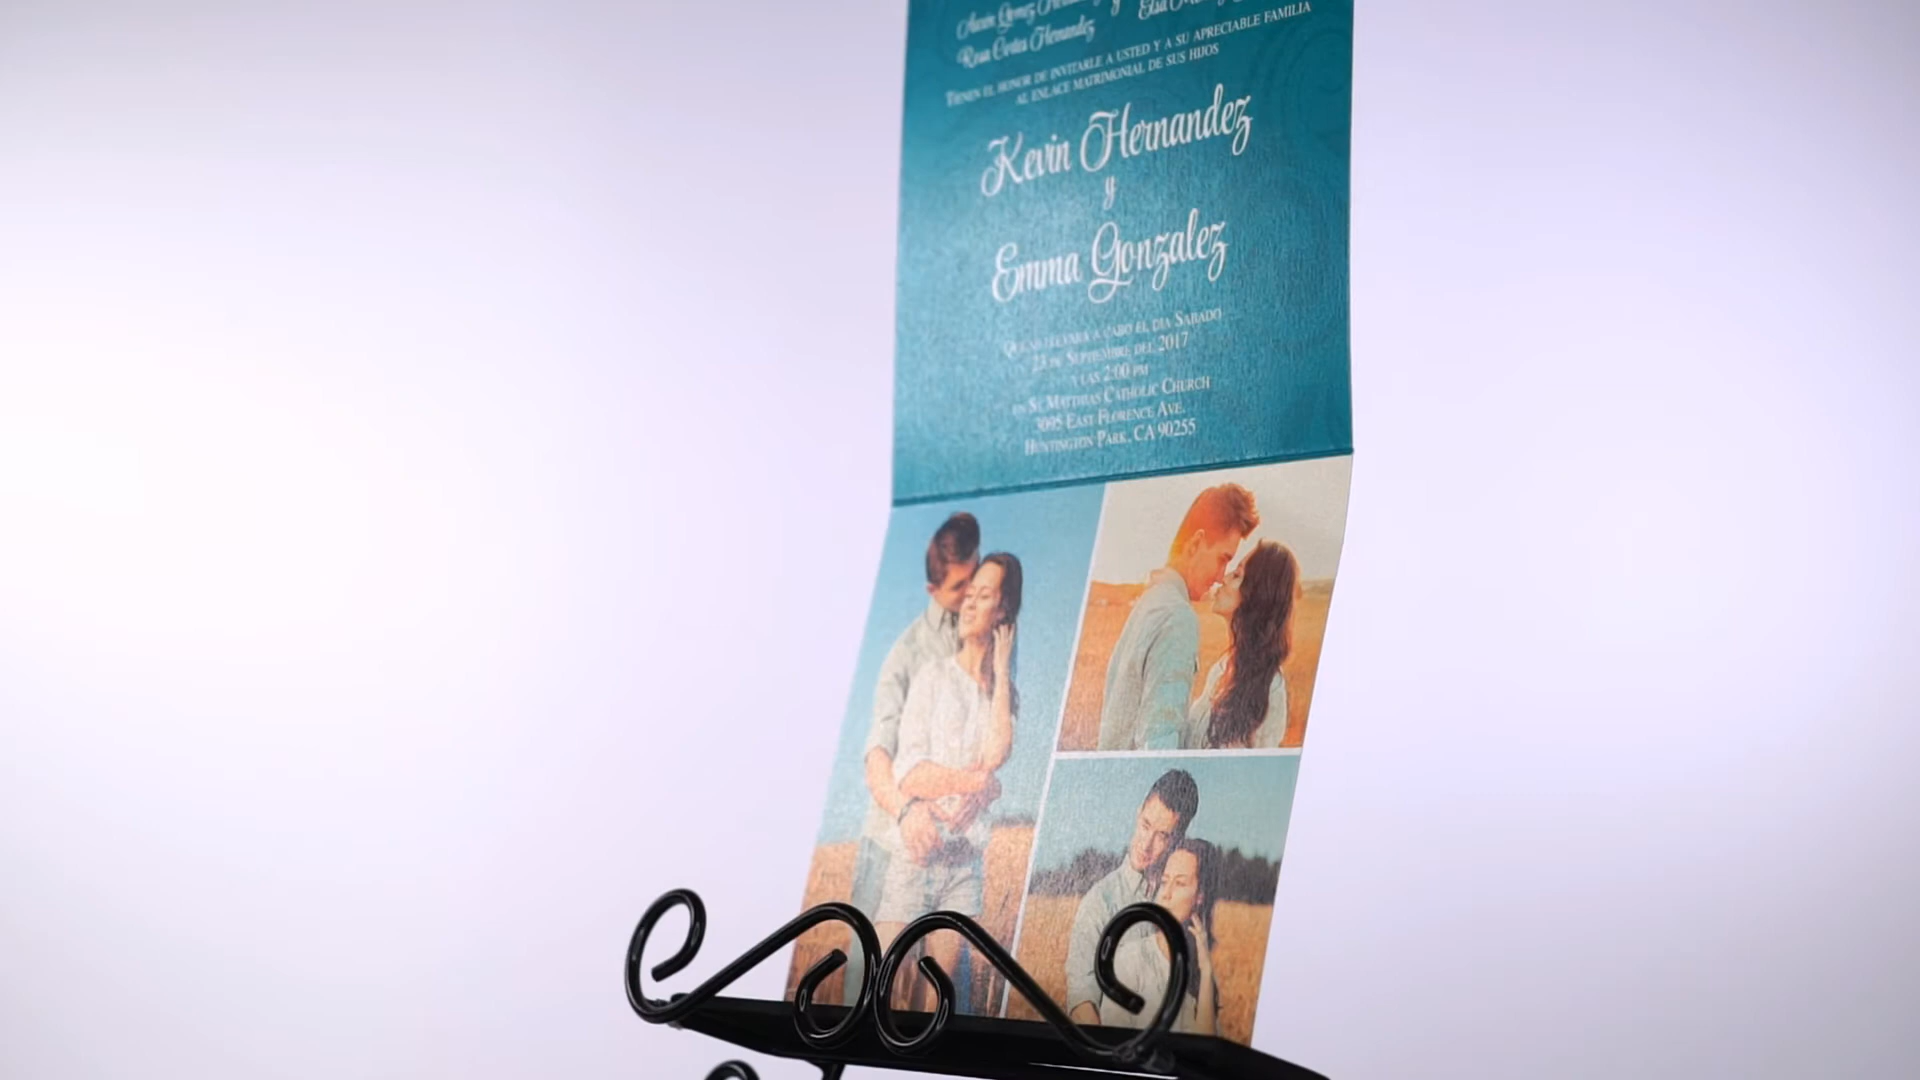 y
Rosa Cortes Hernandez
Tienen el honor de invitarle a usted y a su apreciable familia
al enlace matrimonial de sus hijos
Kevin Hernandez
y
Emma Gonzalez
Que se llevara a cabo el dia Sabado
23 de Septiembre del 2017
y las 2:00 pm
en St. Matthias Catholic Church
3095 East Florence Ave.
Huntington Park, CA 90255